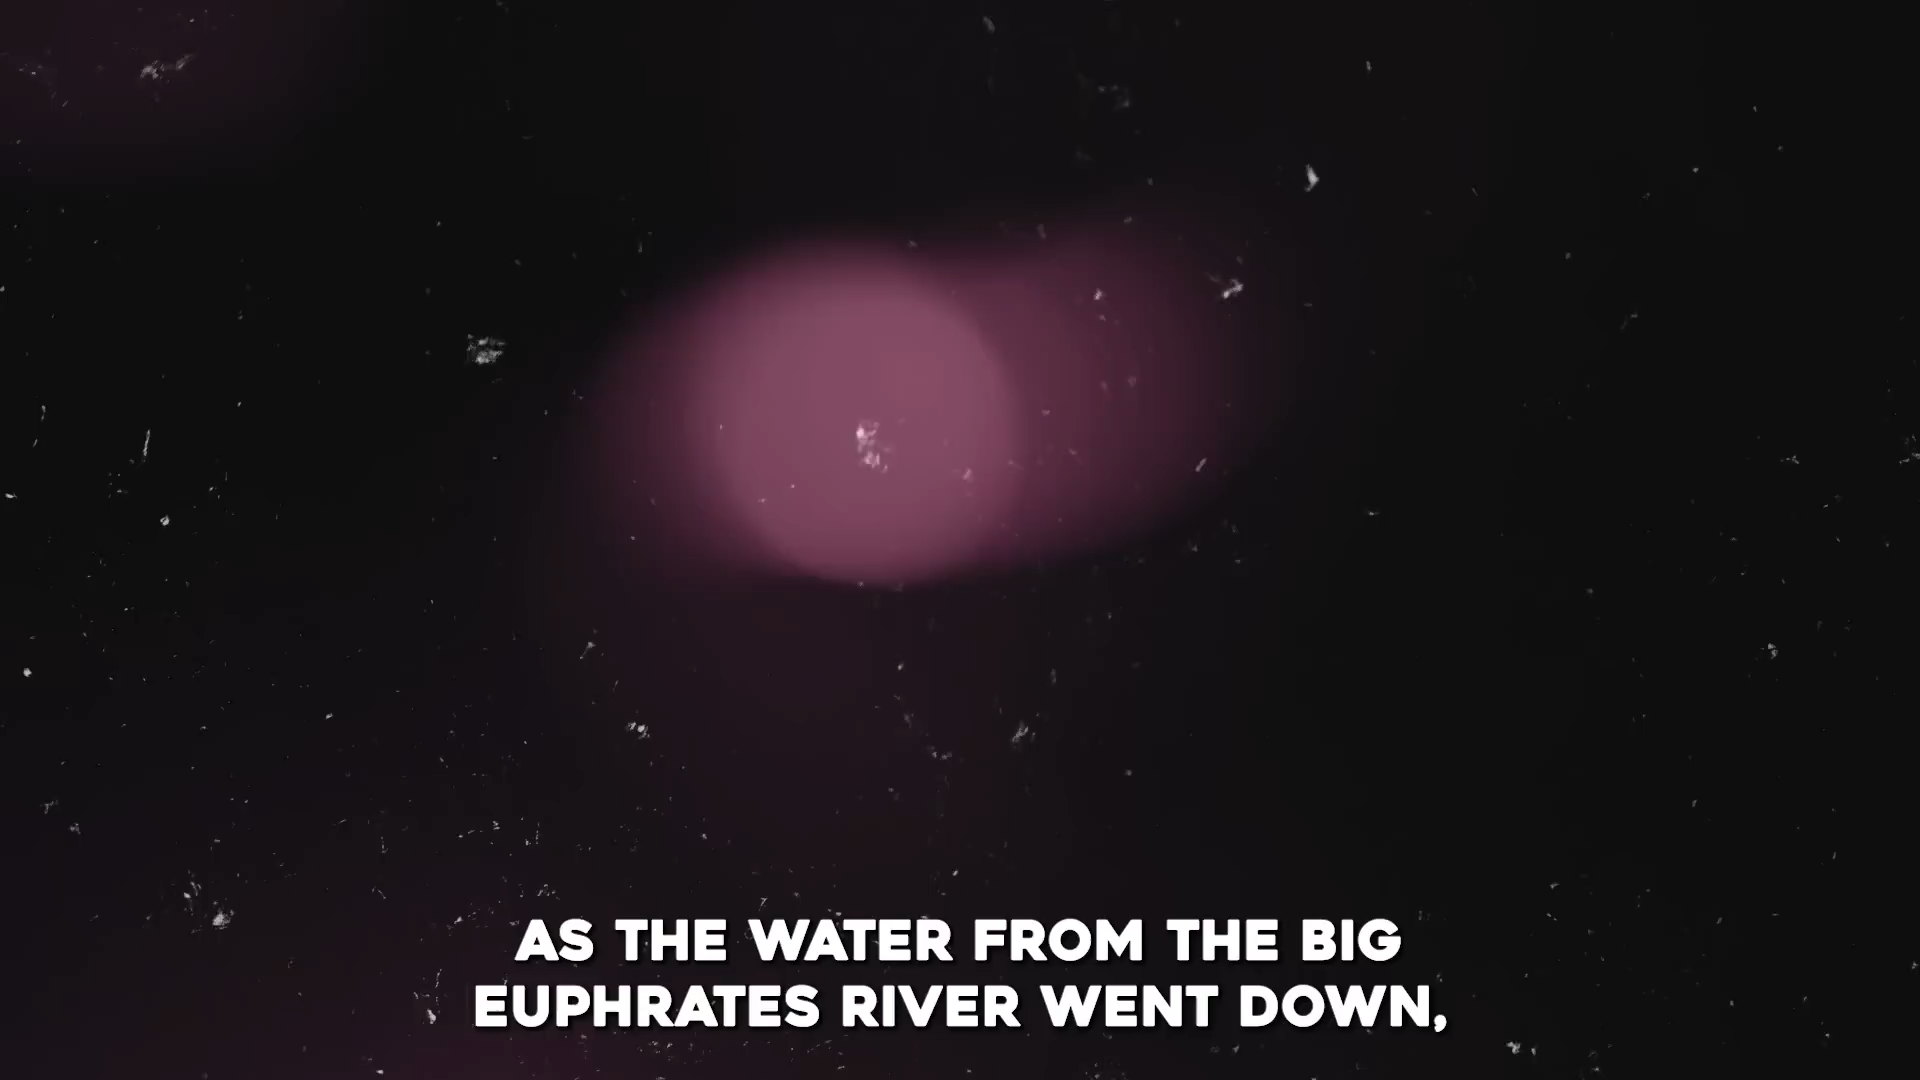 AS THE WATER FROM THE BIG
EUPHRATES RIVER WENT DOWN,